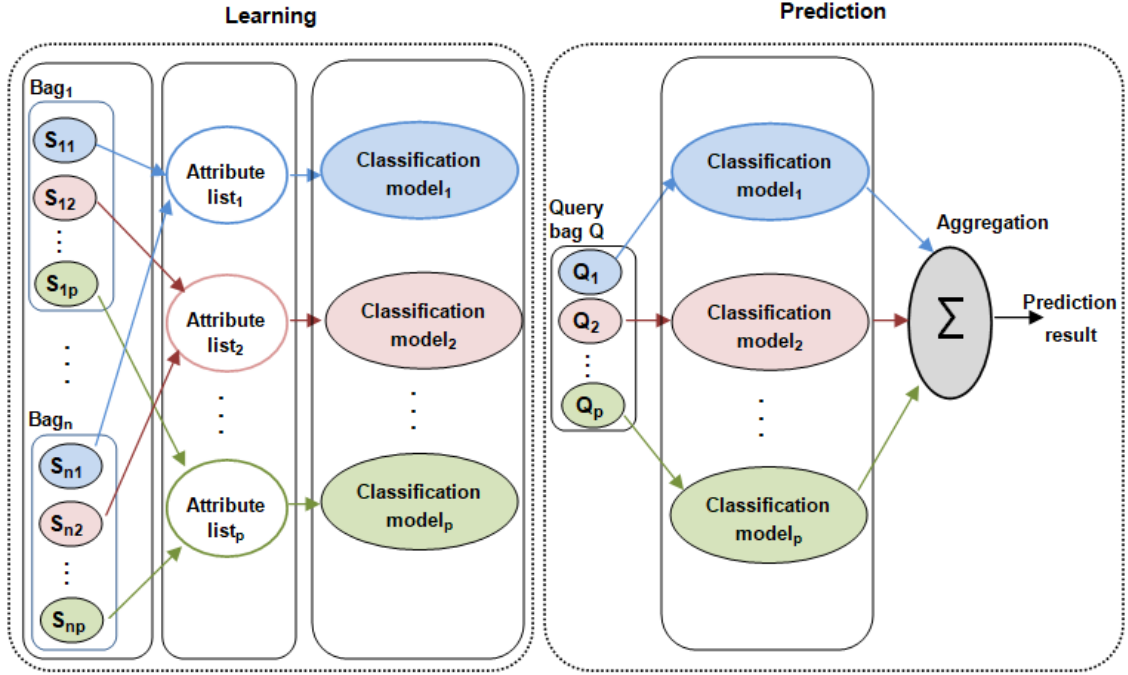 Learning
Bag₁
S₁₁
S₁₂
⋮
S₁ₚ
⋮
Bagₙ
Sₙ₁
Sₙ₂
⋮
Sₙₚ
Attribute
list₁
Attribute
list₂
⋮
Attribute
listₚ
Classification
model₁
Classification
model₂
⋮
Classification
modelₚ
Prediction
Query
bag Q
Q₁
Q₂
⋮
Qₚ
Classification
model₁
Classification
model₂
⋮
Classification
modelₚ
Aggregation
Σ
Prediction
result